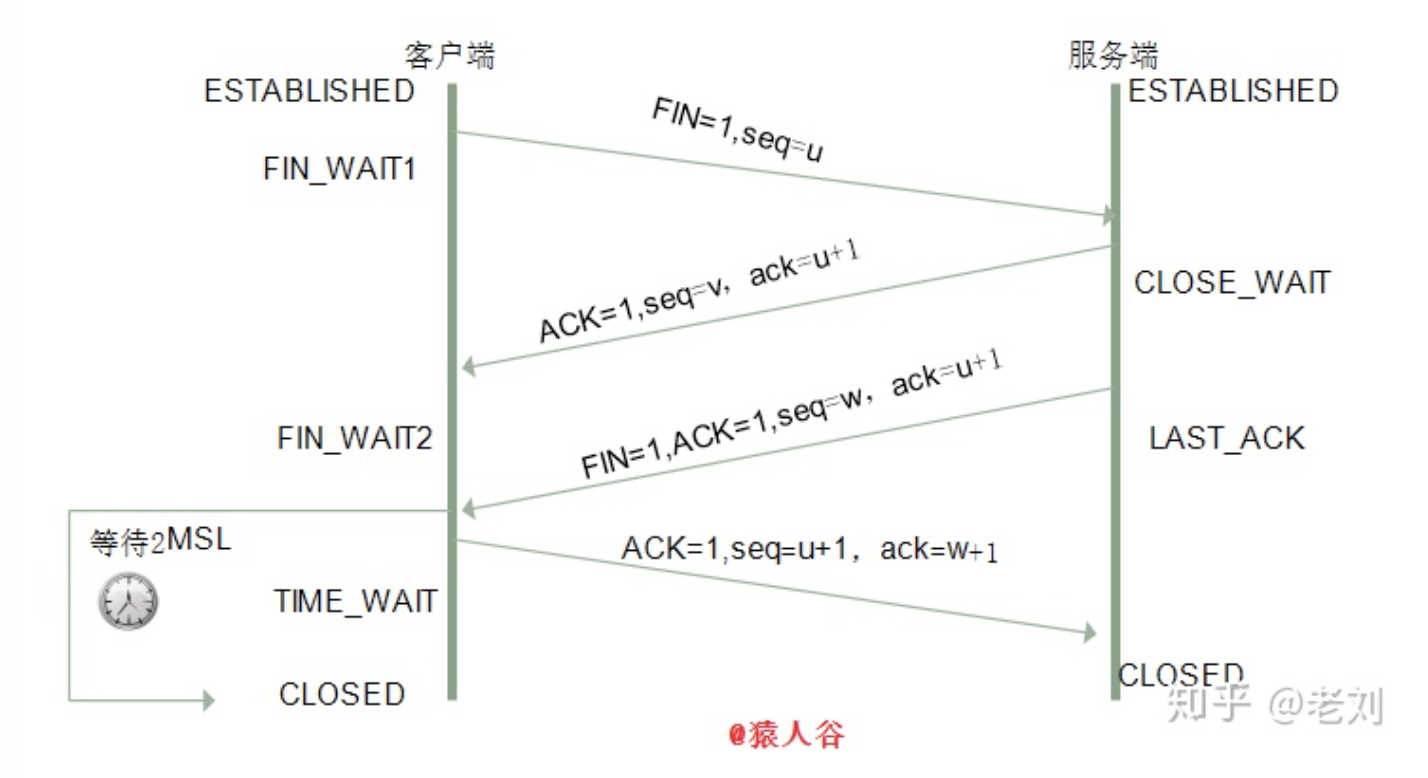 客户端
服务端
ESTABLISHED
ESTABLISHED
FIN=1,seq=u
FIN_WAIT1
ACK=1,seq=v，ack=u+1
CLOSE_WAIT
FIN=1,ACK=1,seq=w，ack=u+1
FIN_WAIT2
LAST_ACK
等待2MSL
ACK=1,seq=u+1，ack=w+1
TIME_WAIT
CLOSED
CLOSED
知乎 @老刘
@猿人谷